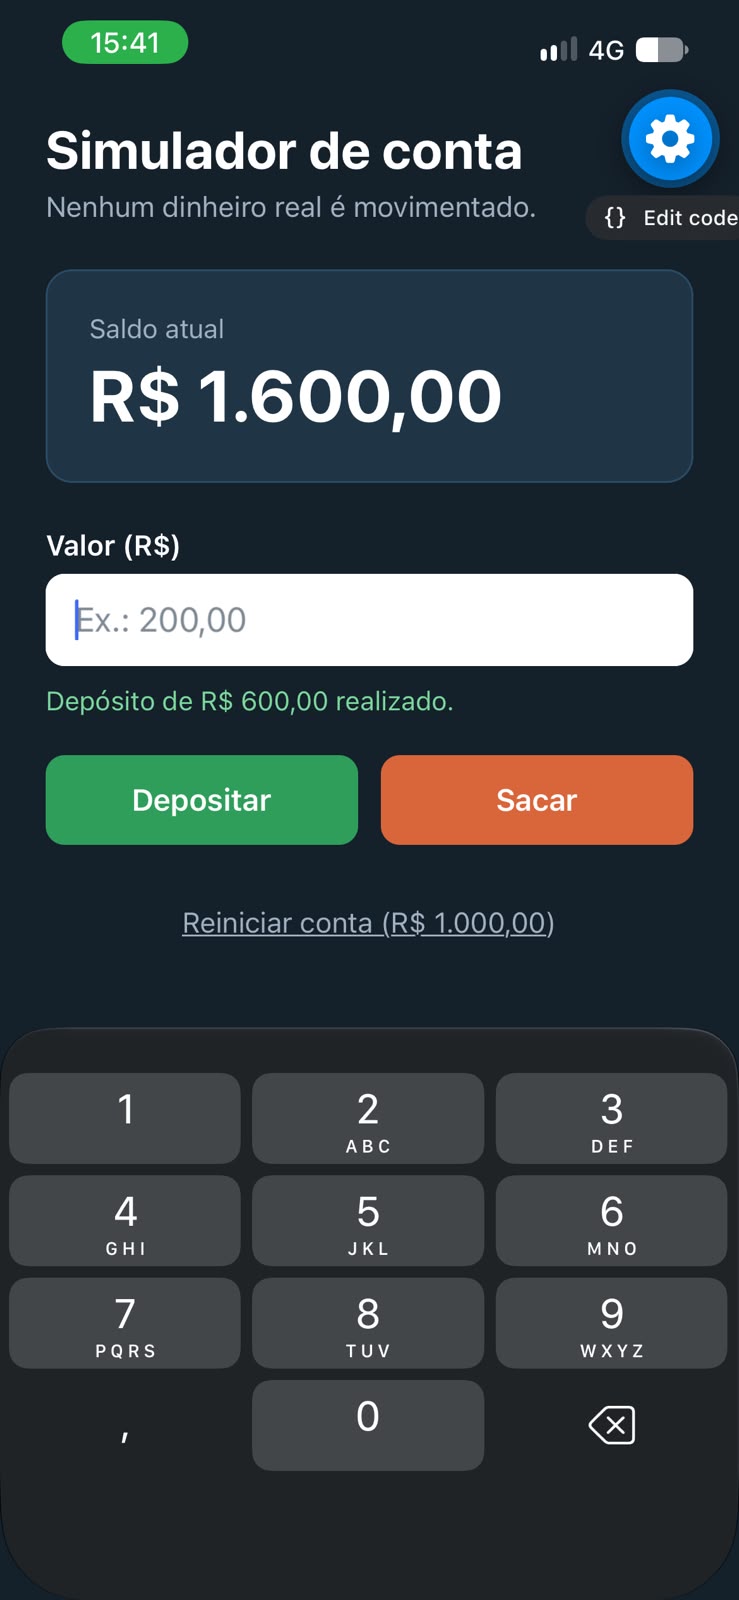 15:41
4G
Simulador de conta
Nenhum dinheiro real é movimentado.
{} Edit code
Saldo atual
R$ 1.600,00
Valor (R$)
Ex.: 200,00
Depósito de R$ 600,00 realizado.
Depositar
Sacar
Reiniciar conta (R$ 1.000,00)
1
2
ABC
3
DEF
4
GHI
5
JKL
6
MNO
7
PQRS
8
TUV
9
WXYZ
,
0